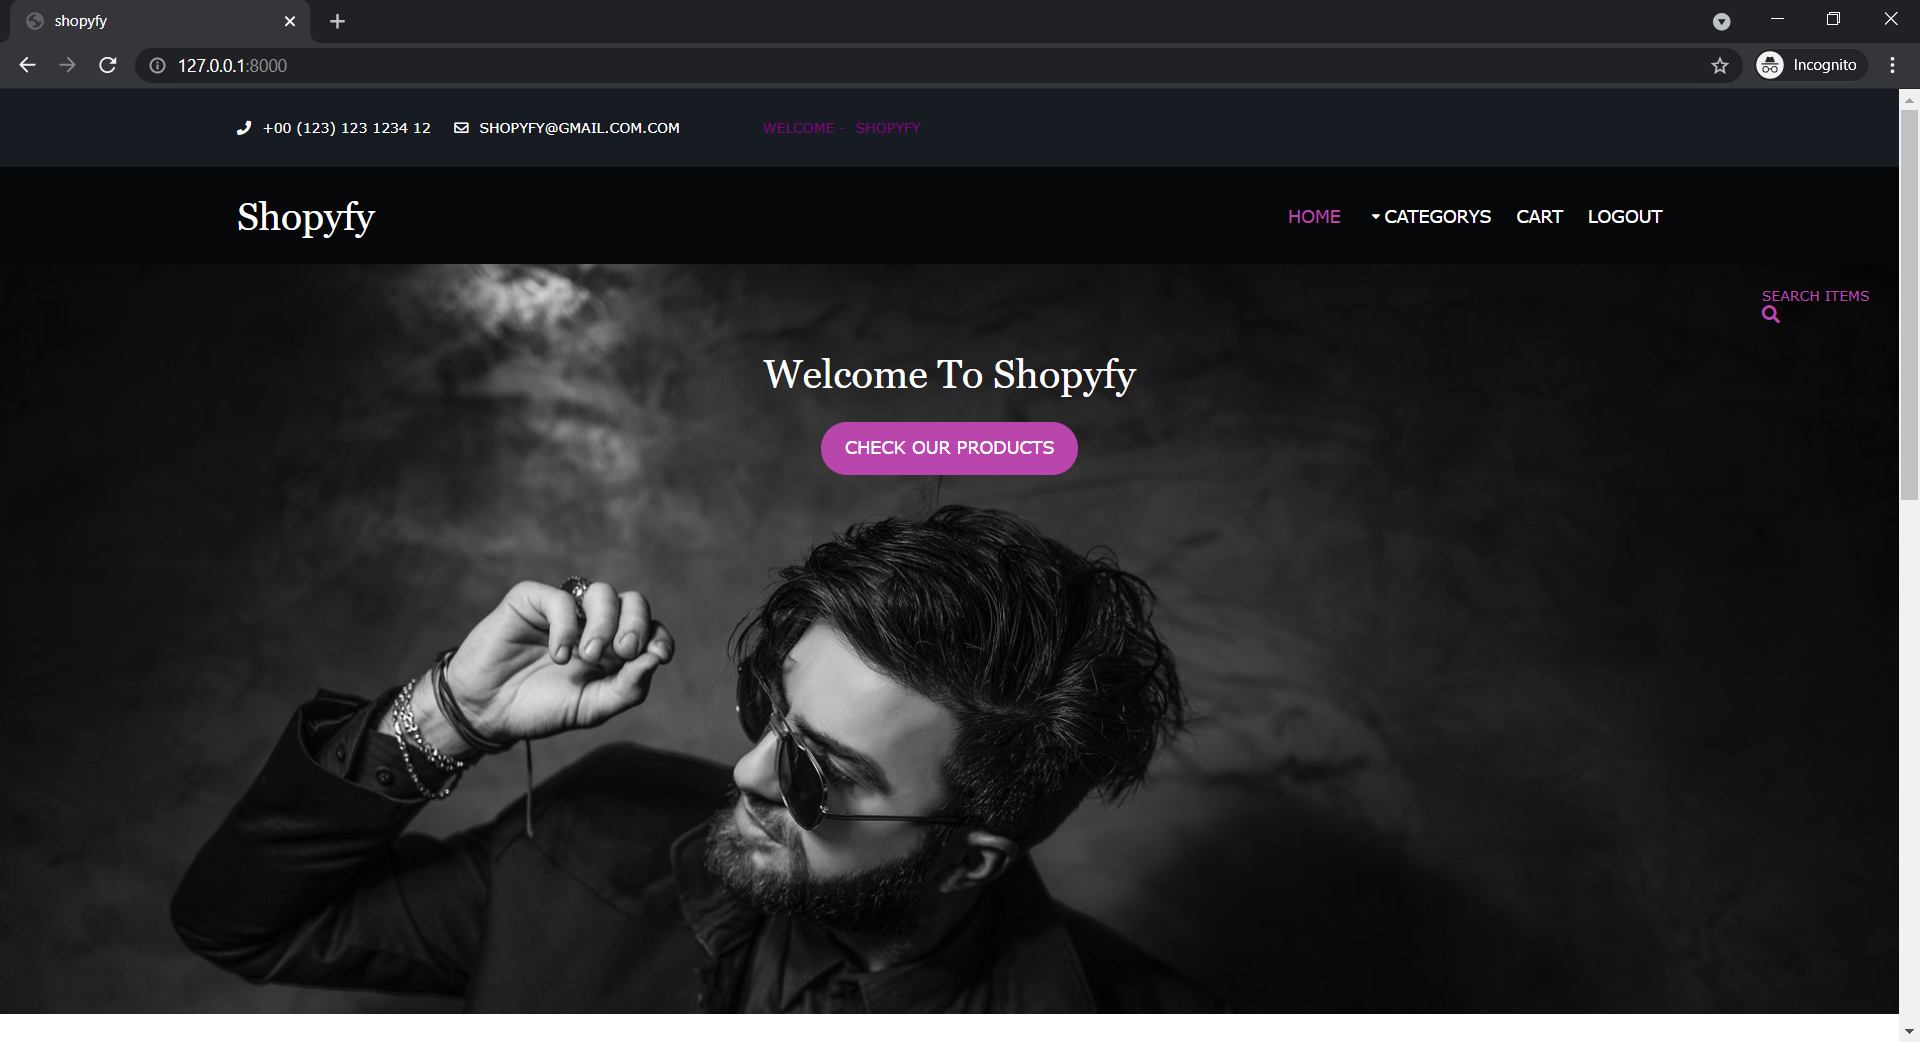 shopyfy
127.0.0.1:8000
Incognito
+00 (123) 123 1234 12 SHOPYFY@GMAIL.COM.COM WELCOME - SHOPYFY
Shopyfy
HOME CATEGORYS CART LOGOUT
SEARCH ITEMS
Welcome To Shopyfy
CHECK OUR PRODUCTS